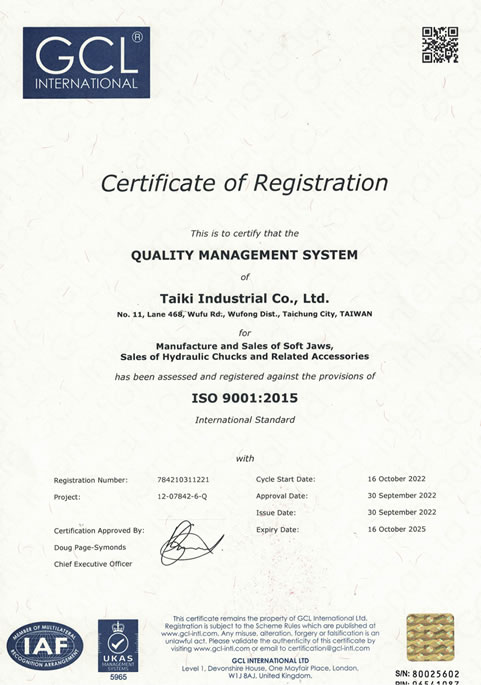 GCL®
INTERNATIONAL
Certificate of Registration
This is to certify that the
QUALITY MANAGEMENT SYSTEM
of
Taiki Industrial Co., Ltd.
No. 11, Lane 468, Wufu Rd., Wufong Dist., Taichung City, TAIWAN
for
Manufacture and Sales of Soft Jaws,
Sales of Hydraulic Chucks and Related Accessories
has been assessed and registered against the provisions of
ISO 9001:2015
International Standard
with
Registration Number: 784210311221
Project: 12-07842-6-Q
Cycle Start Date: 16 October 2022
Approval Date: 30 September 2022
Issue Date: 30 September 2022
Expiry Date: 16 October 2025
Certification Approved By:
Doug Page-Symonds
Chief Executive Officer
MEMBER OF MULTILATERAL
IAF
RECOGNITION ARRANGEMENT
UKAS
MANAGEMENT
SYSTEMS
5965
This certificate remains the property of GCL International Ltd.
Registration is subject to the Scheme Rules which are published at
www.gcl-intl.com. Any misuse, alteration, forgery or falsification is an
unlawful act. Please validate the authenticity of this certificate by
visiting www.gcl-intl.com or email to certification@gcl-intl.com
GCL INTERNATIONAL LTD
Level 1, Devonshire House, One Mayfair Place, London,
W1J 8AJ, United Kingdom.
S/N: 80025602